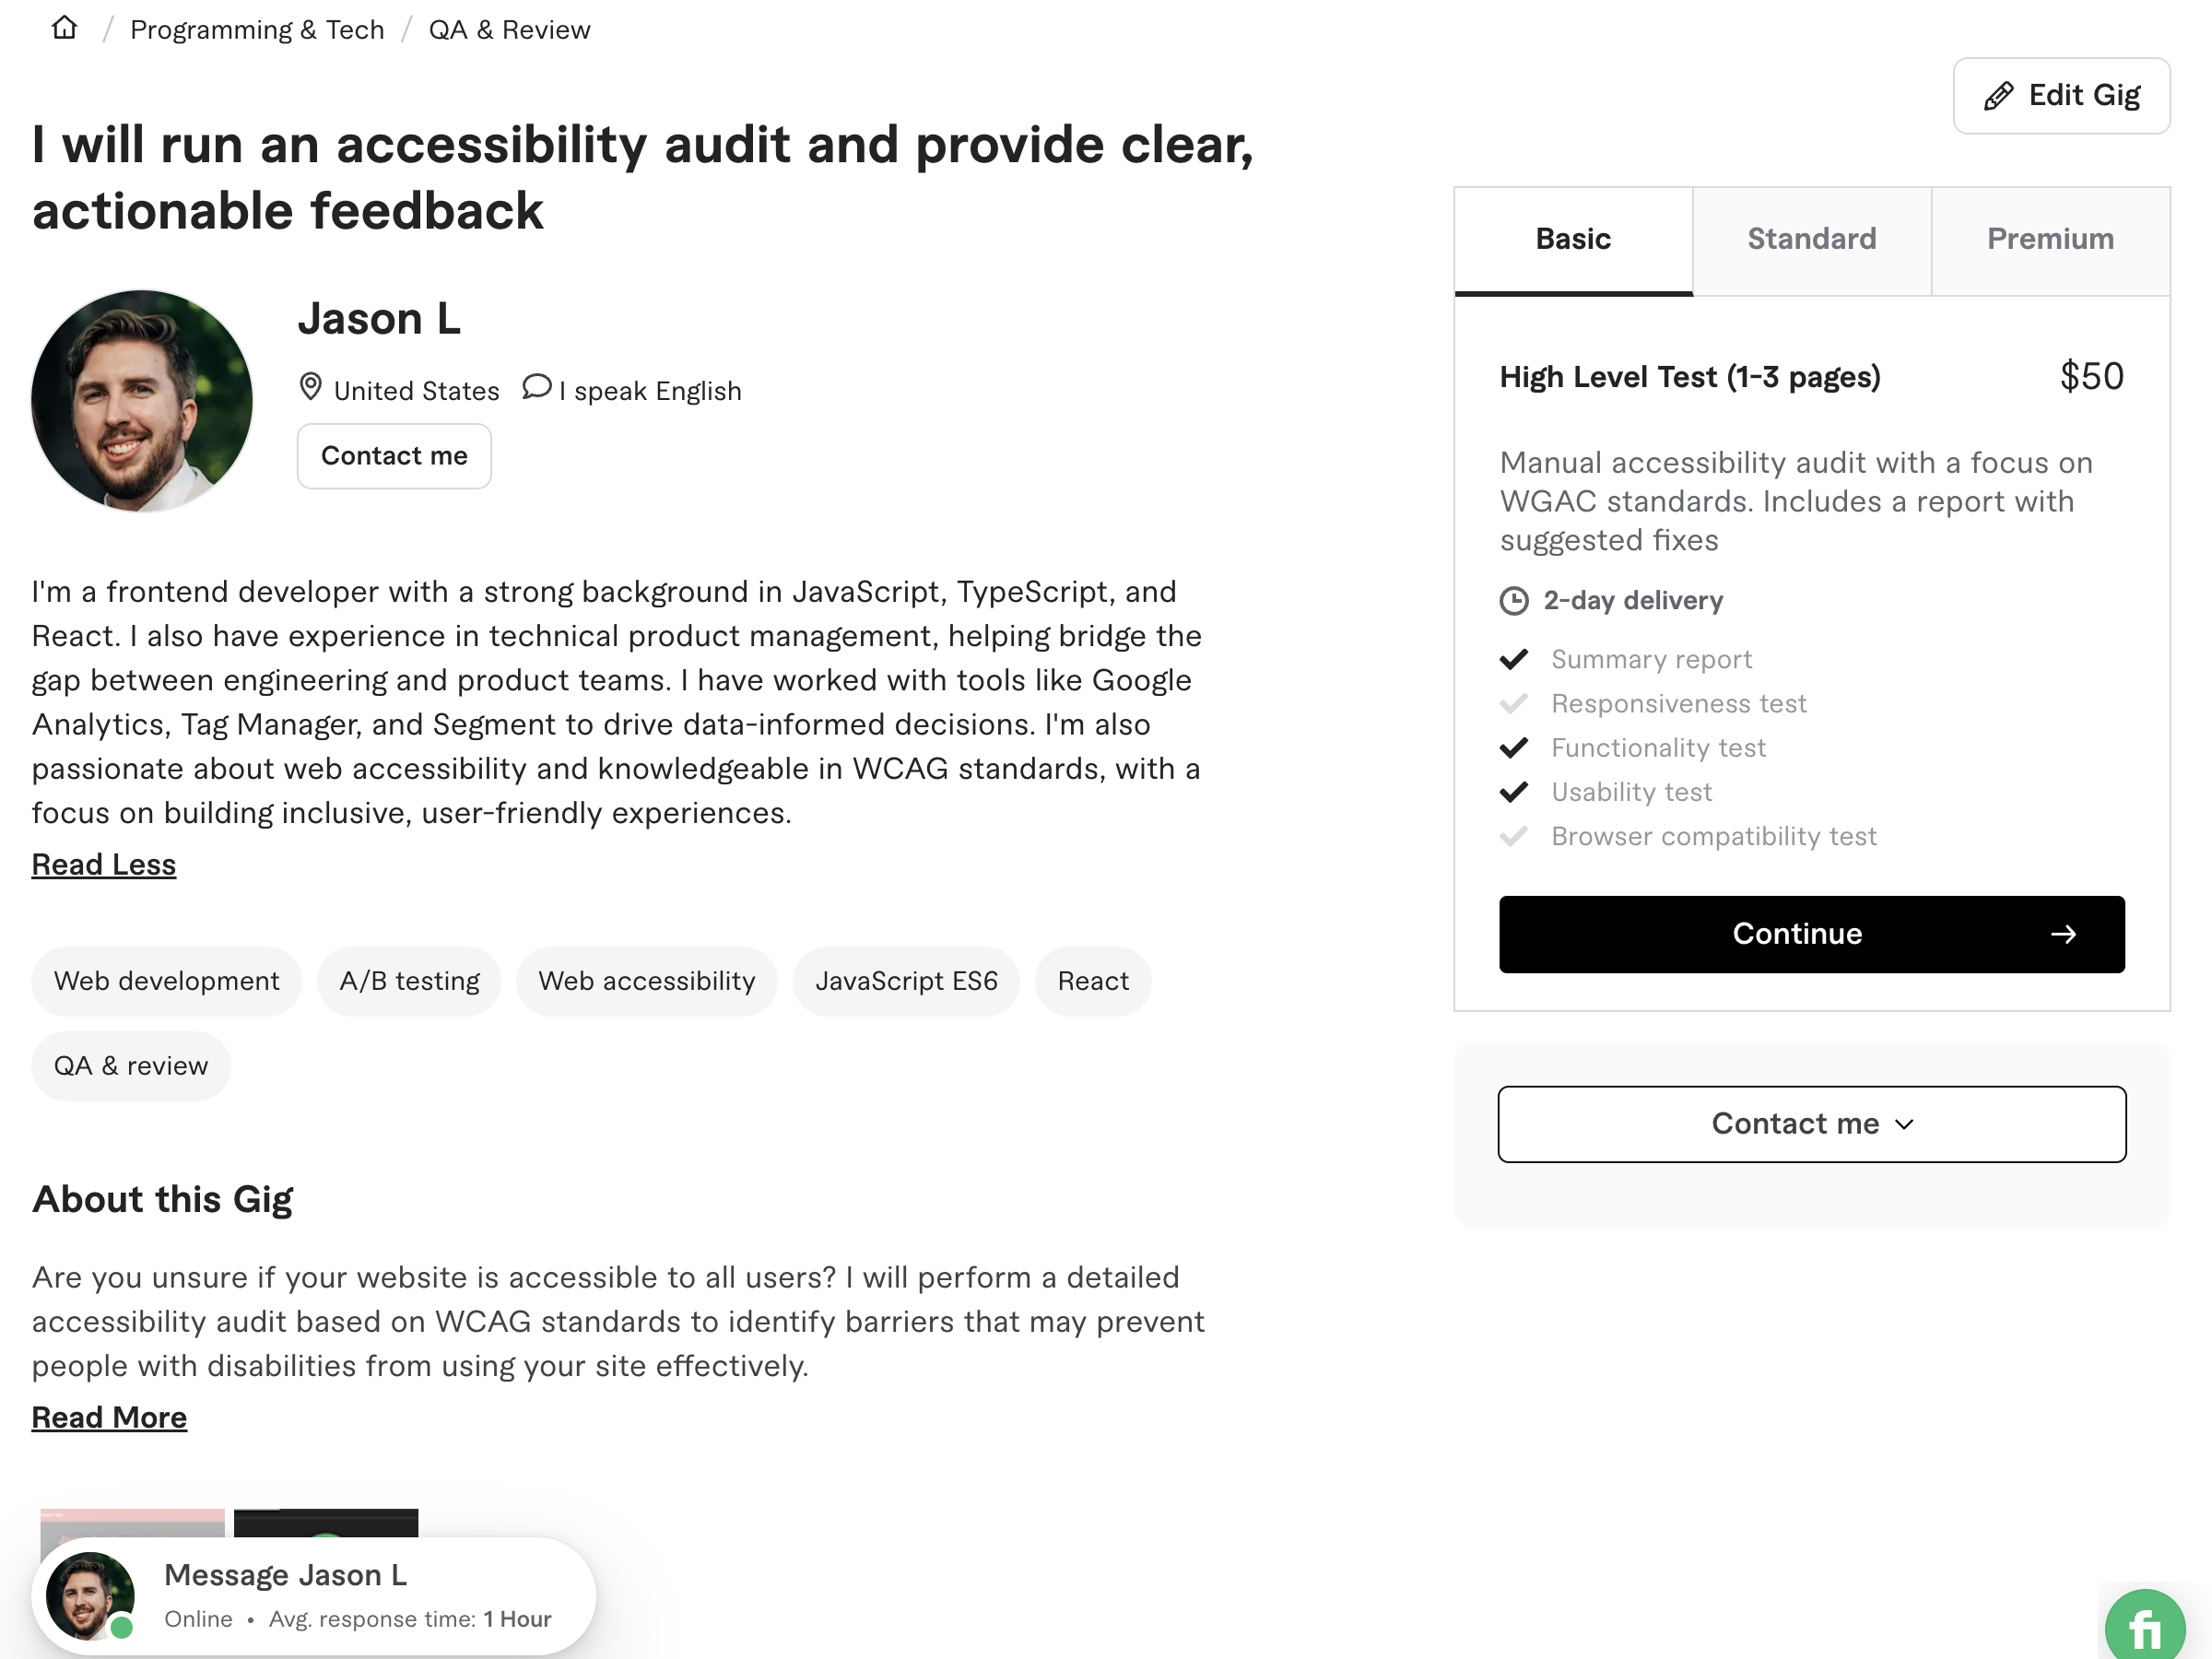 / Programming & Tech / QA & Review
Edit Gig
I will run an accessibility audit and provide clear,
actionable feedback
Jason L
United States I speak English
Contact me
I'm a frontend developer with a strong background in JavaScript, TypeScript, and
React. I also have experience in technical product management, helping bridge the
gap between engineering and product teams. I have worked with tools like Google
Analytics, Tag Manager, and Segment to drive data-informed decisions. I'm also
passionate about web accessibility and knowledgeable in WCAG standards, with a
focus on building inclusive, user-friendly experiences.
Read Less
Web development A/B testing Web accessibility JavaScript ES6 React
QA & review
About this Gig
Are you unsure if your website is accessible to all users? I will perform a detailed
accessibility audit based on WCAG standards to identify barriers that may prevent
people with disabilities from using your site effectively.
Read More
Message Jason L
Online • Avg. response time: 1 Hour
Basic Standard Premium
High Level Test (1-3 pages) $50
Manual accessibility audit with a focus on
WGAC standards. Includes a report with
suggested fixes
2-day delivery
Summary report
Responsiveness test
Functionality test
Usability test
Browser compatibility test
Continue →
Contact me
fi